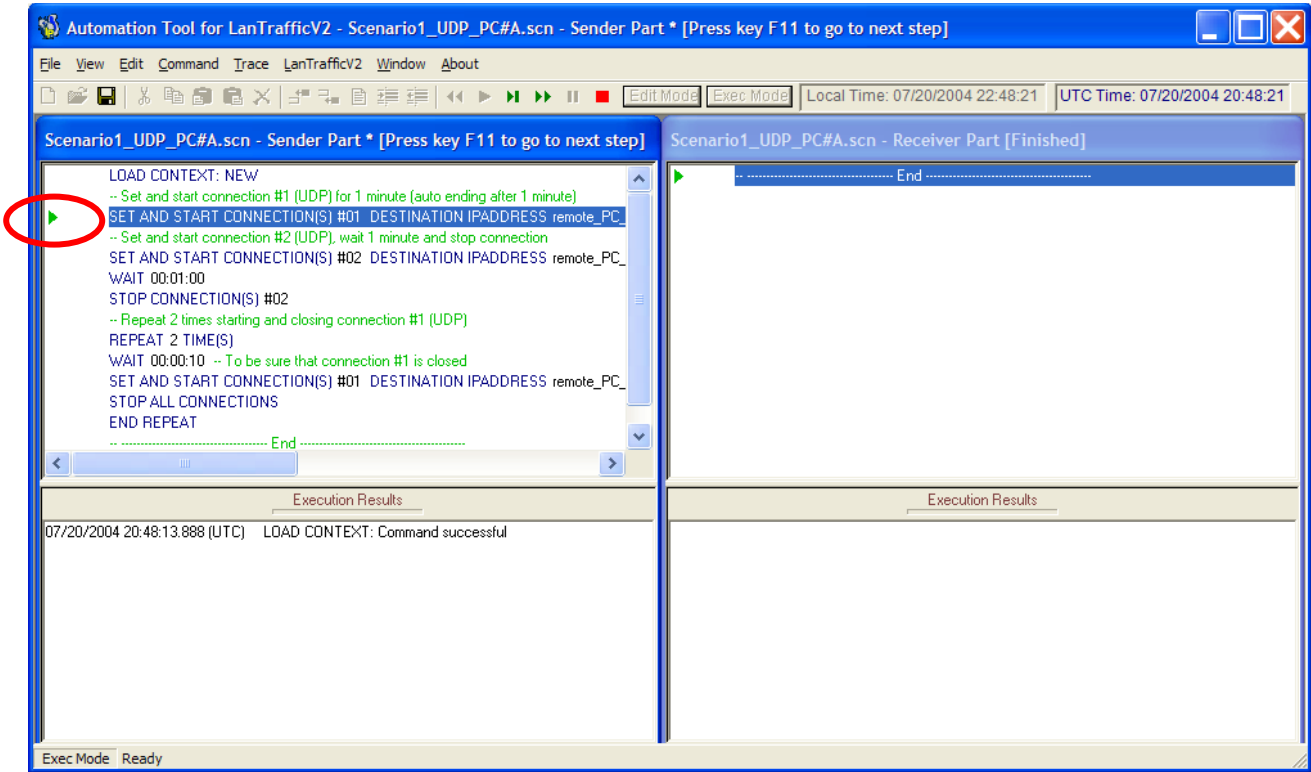 Automation Tool for LanTrafficV2 - Scenario1_UDP_PC#A.scn - Sender Part * [Press key F11 to go to next step]
File View Edit Command Trace LanTrafficV2 Window About
Edit Mode Exec Mode Local Time: 07/20/2004 22:48:21 UTC Time: 07/20/2004 20:48:21
Scenario1_UDP_PC#A.scn - Sender Part * [Press key F11 to go to next step]
LOAD CONTEXT: NEW
-- Set and start connection #1 (UDP) for 1 minute (auto ending after 1 minute)
SET AND START CONNECTION(S) #01 DESTINATION IPADDRESS remote_PC_
-- Set and start connection #2 (UDP), wait 1 minute and stop connection
SET AND START CONNECTION(S) #02 DESTINATION IPADDRESS remote_PC_
WAIT 00:01:00
STOP CONNECTION(S) #02
-- Repeat 2 times starting and closing connection #1 (UDP)
REPEAT 2 TIME(S)
WAIT 00:00:10 -- To be sure that connection #1 is closed
SET AND START CONNECTION(S) #01 DESTINATION IPADDRESS remote_PC_
STOP ALL CONNECTIONS
END REPEAT
-- ------------------------------------- End ------------------------------------------
Execution Results
07/20/2004 20:48:13.888 (UTC) LOAD CONTEXT: Command successful
Scenario1_UDP_PC#A.scn - Receiver Part [Finished]
-- ------------------------------------- End ------------------------------------------
Execution Results
Exec Mode Ready